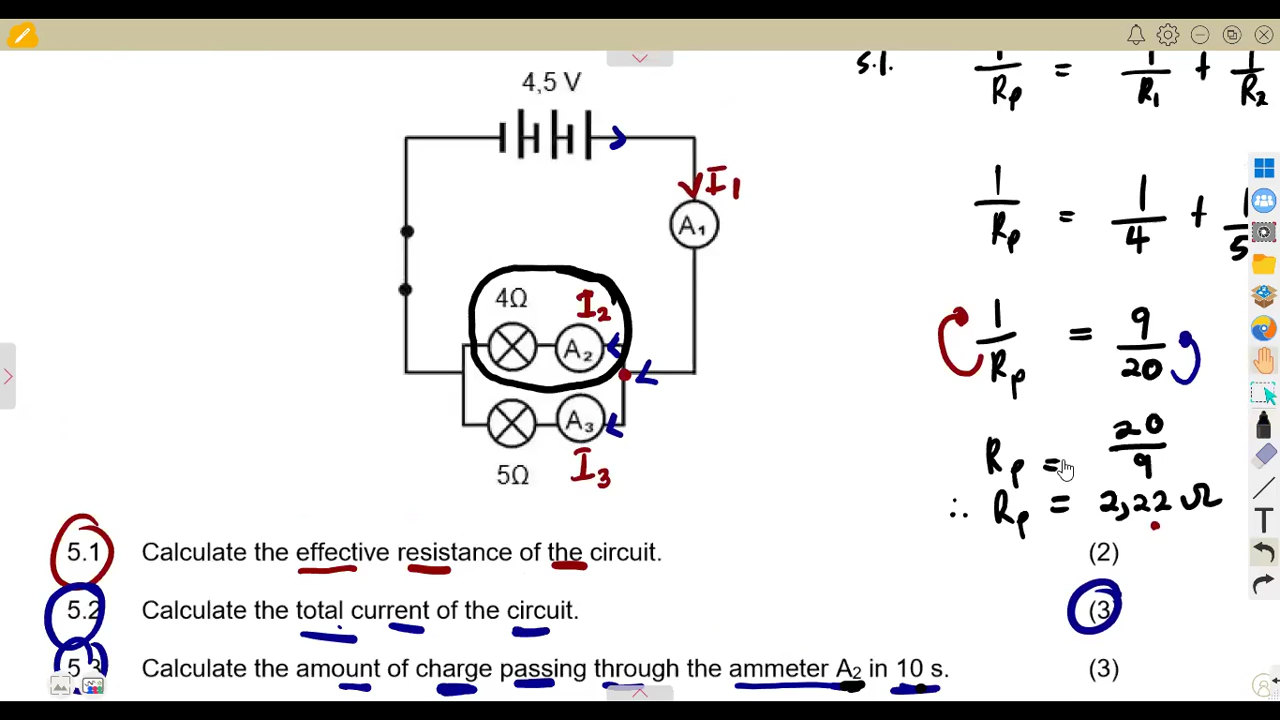 4,5 V
I1
A1
4Ω
I2
A2
A3
5Ω
I3
5.1. 1/Rp = 1/R1 + 1/R2
1/Rp = 1/4 + 1/5
1/Rp = 9/20
Rp = 20/9
∴ Rp = 2,22 Ω
5.1 Calculate the effective resistance of the circuit. (2)
5.2 Calculate the total current of the circuit. (3)
5.3 Calculate the amount of charge passing through the ammeter A2 in 10 s. (3)
T